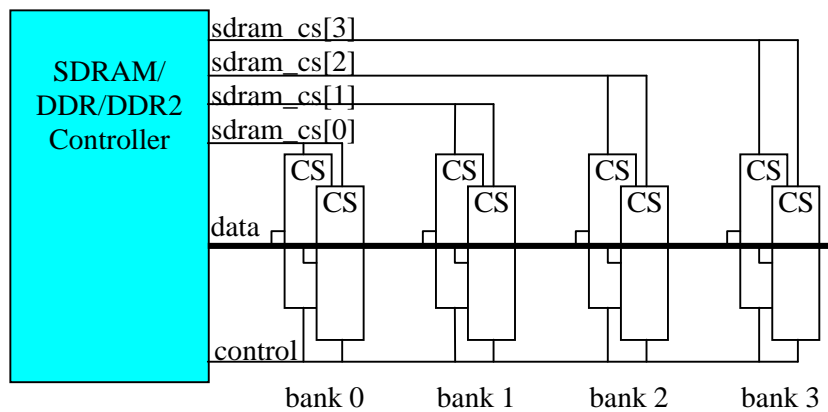 sdram_cs[3]
sdram_cs[2]
sdram_cs[1]
sdram_cs[0]
SDRAM/
DDR/DDR2
Controller
CS CS CS CS
CS CS CS CS
data
control
bank 0 bank 1 bank 2 bank 3